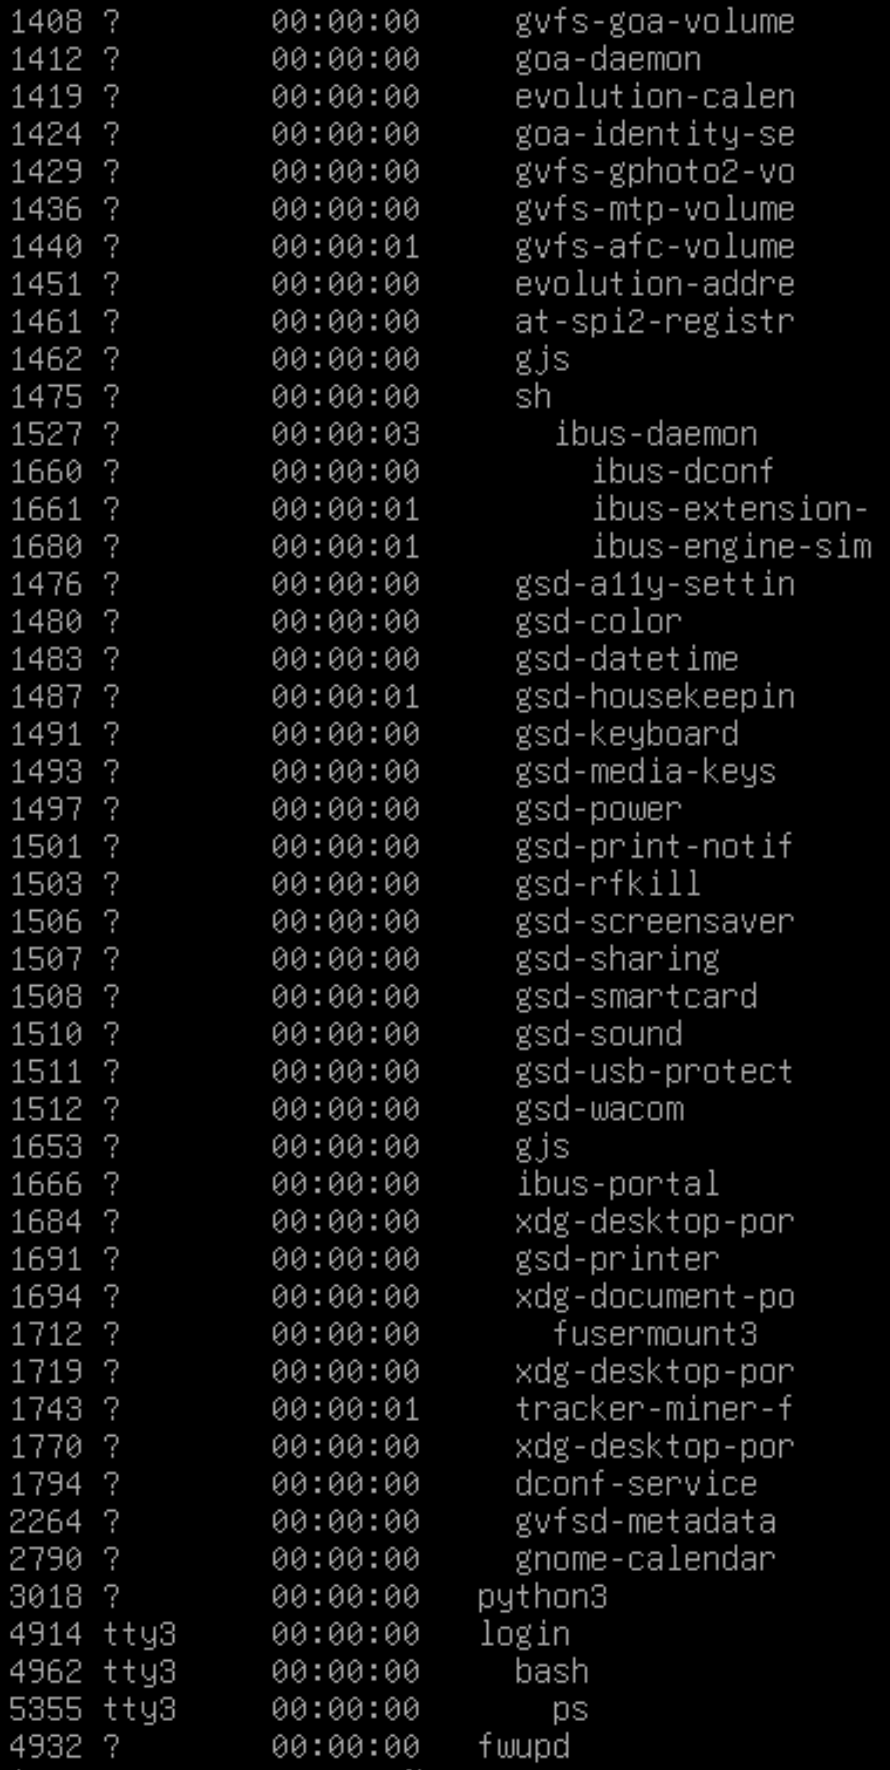 1408 ?        00:00:00     gvfs-goa-volume
1412 ?        00:00:00     goa-daemon
1419 ?        00:00:00     evolution-calen
1424 ?        00:00:00     goa-identity-se
1429 ?        00:00:00     gvfs-gphoto2-vo
1436 ?        00:00:00     gvfs-mtp-volume
1440 ?        00:00:01     gvfs-afc-volume
1451 ?        00:00:00     evolution-addre
1461 ?        00:00:00     at-spi2-registr
1462 ?        00:00:00     gjs
1475 ?        00:00:00     sh
1527 ?        00:00:03       ibus-daemon
1660 ?        00:00:00         ibus-dconf
1661 ?        00:00:01         ibus-extension-
1680 ?        00:00:01         ibus-engine-sim
1476 ?        00:00:00     gsd-a11y-settin
1480 ?        00:00:00     gsd-color
1483 ?        00:00:00     gsd-datetime
1487 ?        00:00:01     gsd-housekeepin
1491 ?        00:00:00     gsd-keyboard
1493 ?        00:00:00     gsd-media-keys
1497 ?        00:00:00     gsd-power
1501 ?        00:00:00     gsd-print-notif
1503 ?        00:00:00     gsd-rfkill
1506 ?        00:00:00     gsd-screensaver
1507 ?        00:00:00     gsd-sharing
1508 ?        00:00:00     gsd-smartcard
1510 ?        00:00:00     gsd-sound
1511 ?        00:00:00     gsd-usb-protect
1512 ?        00:00:00     gsd-wacom
1653 ?        00:00:00     gjs
1666 ?        00:00:00     ibus-portal
1684 ?        00:00:00     xdg-desktop-por
1691 ?        00:00:00     gsd-printer
1694 ?        00:00:00     xdg-document-po
1712 ?        00:00:00       fusermount3
1719 ?        00:00:00     xdg-desktop-por
1743 ?        00:00:01     tracker-miner-f
1770 ?        00:00:00     xdg-desktop-por
1794 ?        00:00:00     dconf-service
2264 ?        00:00:00     gvfsd-metadata
2790 ?        00:00:00     gnome-calendar
3018 ?        00:00:00   python3
4914 tty3     00:00:00   login
4962 tty3     00:00:00     bash
5355 tty3     00:00:00       ps
4932 ?        00:00:00   fwupd